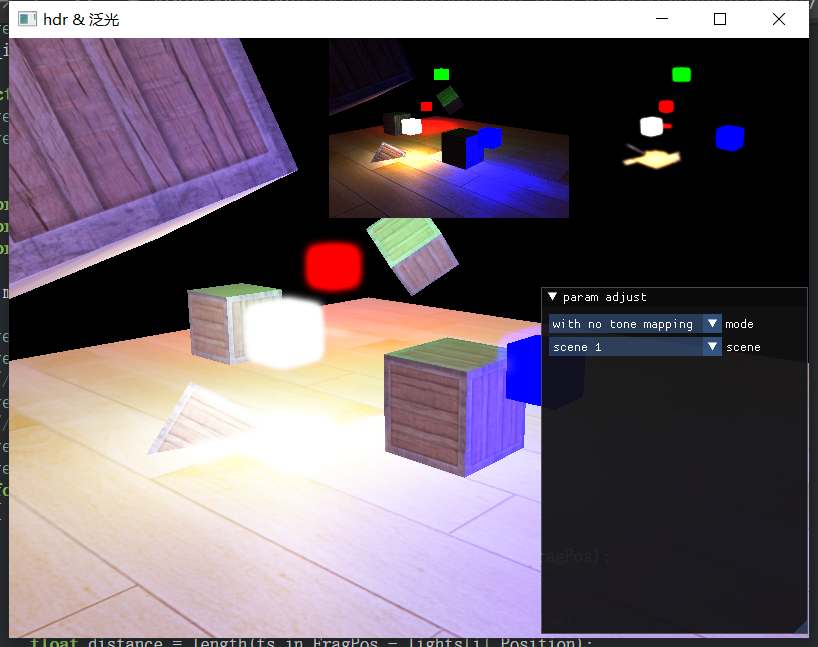 hdr & 泛光
param adjust
with no tone mapping mode
scene 1 scene
ragPos);
float distance = length(fs_in.FragPos - lights[i].Position);